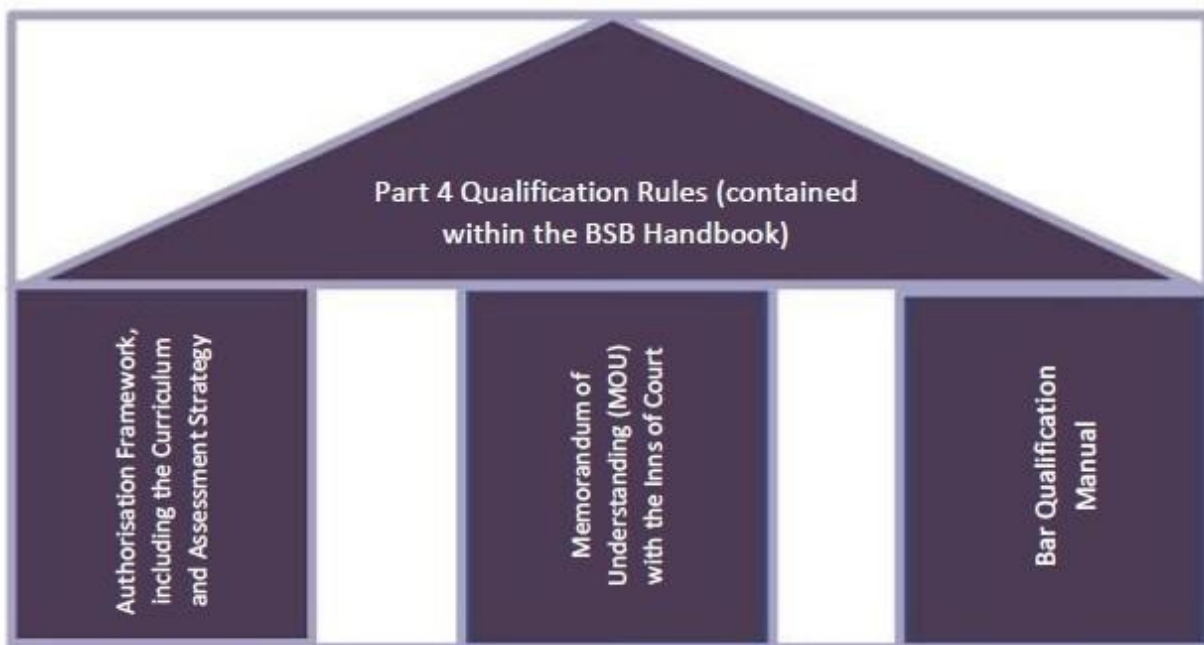 Part 4 Qualification Rules (contained
within the BSB Handbook)
Authorisation Framework,
including the Curriculum
and Assessment Strategy
Memorandum of
Understanding (MOU)
with the Inns of Court
Bar Qualification
Manual